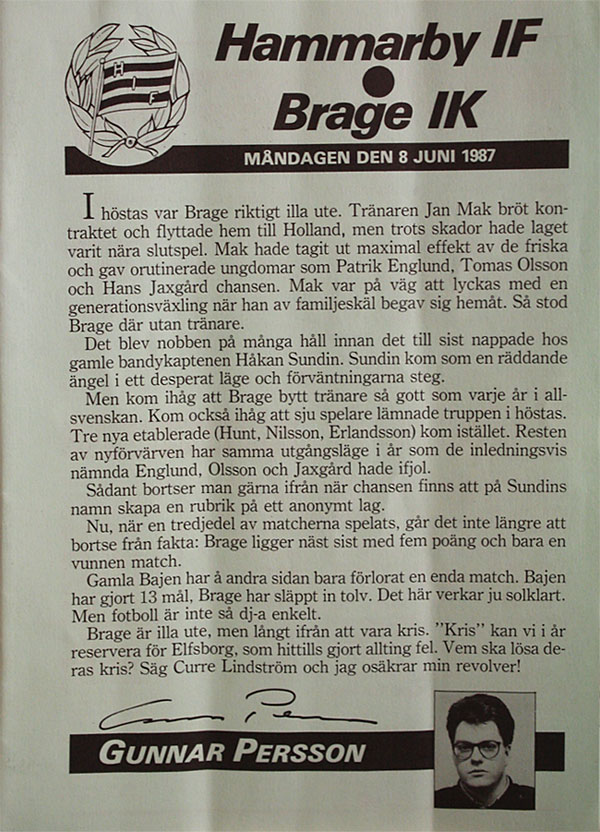 HIF
Hammarby IF
Brage IK
MÅNDAGEN DEN 8 JUNI 1987
I höstas var Brage riktigt illa ute. Tränaren Jan Mak bröt kon-
traktet och flyttade hem till Holland, men trots skador hade laget
varit nära slutspel. Mak hade tagit ut maximal effekt av de friska
och gav orutinerade ungdomar som Patrik Englund, Tomas Olsson
och Hans Jaxgård chansen. Mak var på väg att lyckas med en
generationsväxling när han av familjeskäl begav sig hemåt. Så stod
Brage där utan tränare.
Det blev nobben på många håll innan det till sist nappade hos
gamle bandykaptenen Håkan Sundin. Sundin kom som en räddande
ängel i ett desperat läge och förväntningarna steg.
Men kom ihåg att Brage bytt tränare så gott som varje år i all-
svenskan. Kom också ihåg att sju spelare lämnade truppen i höstas.
Tre nya etablerade (Hunt, Nilsson, Erlandsson) kom istället. Resten
av nyförvärven har samma utgångsläge i år som de inledningsvis
nämnda Englund, Olsson och Jaxgård hade ifjol.
Sådant bortser man gärna ifrån när chansen finns att på Sundins
namn skapa en rubrik på ett anonymt lag.
Nu, när en tredjedel av matcherna spelats, går det inte längre att
bortse från fakta: Brage ligger näst sist med fem poäng och bara en
vunnen match.
Gamla Bajen har å andra sidan bara förlorat en enda match. Bajen
har gjort 13 mål, Brage har släppt in tolv. Det här verkar ju solklart.
Men fotboll är inte så dj-a enkelt.
Brage är illa ute, men långt ifrån att vara kris. ”Kris” kan vi i år
reservera för Elfsborg, som hittills gjort allting fel. Vem ska lösa de-
ras kris? Säg Curre Lindström och jag osäkrar min revolver!
GUNNAR PERSSON